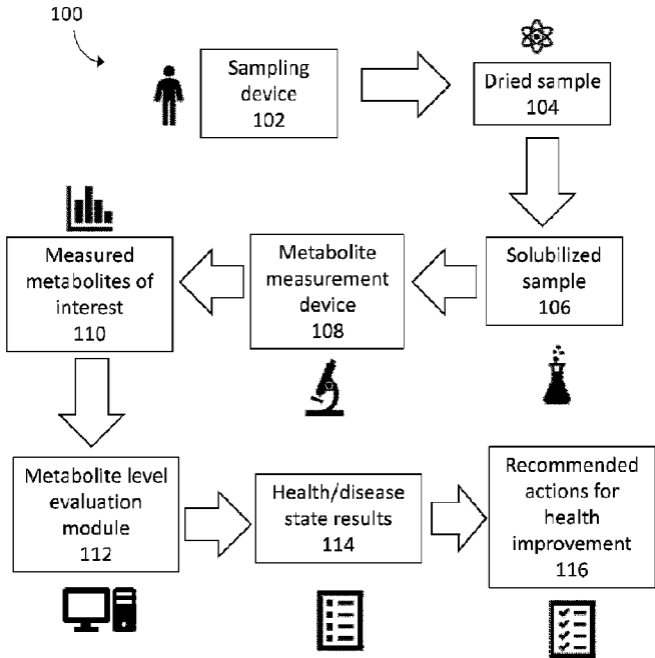 100
Sampling
device
102
Dried sample
104
Solubilized
sample
106
Metabolite
measurement
device
108
Measured
metabolites of
interest
110
Metabolite level
evaluation
module
112
Health/disease
state results
114
Recommended
actions for
health
improvement
116